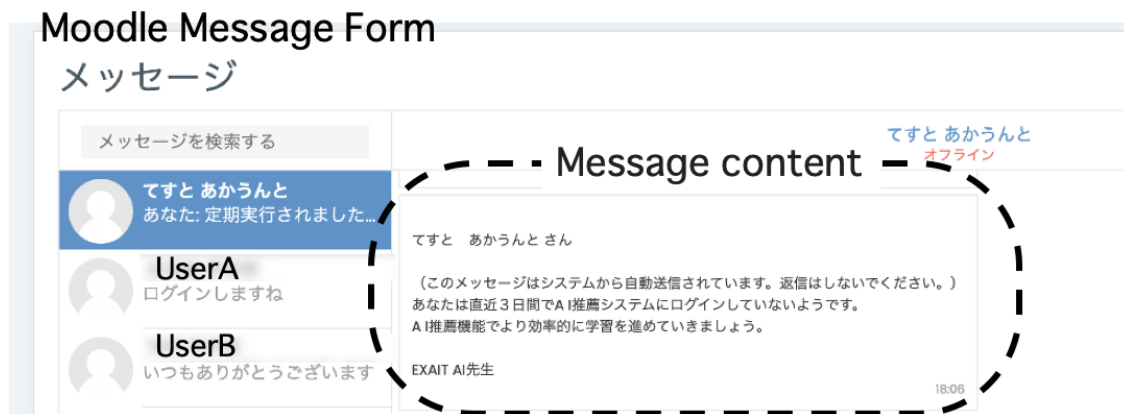 Moodle Message Form
メッセージ
メッセージを検索する
てすと あかうんと
オフライン
Message content
てすと あかうんと
あなた: 定期実行されました...
UserA
ログインしますね
UserB
いつもありがとうございます
てすと　あかうんと さん
（このメッセージはシステムから自動送信されています。返信はしないでください。）
あなたは直近３日間でAI推薦システムにログインしていないようです。
AI推薦機能でより効率的に学習を進めていきましょう。
EXAIT AI先生
18:06